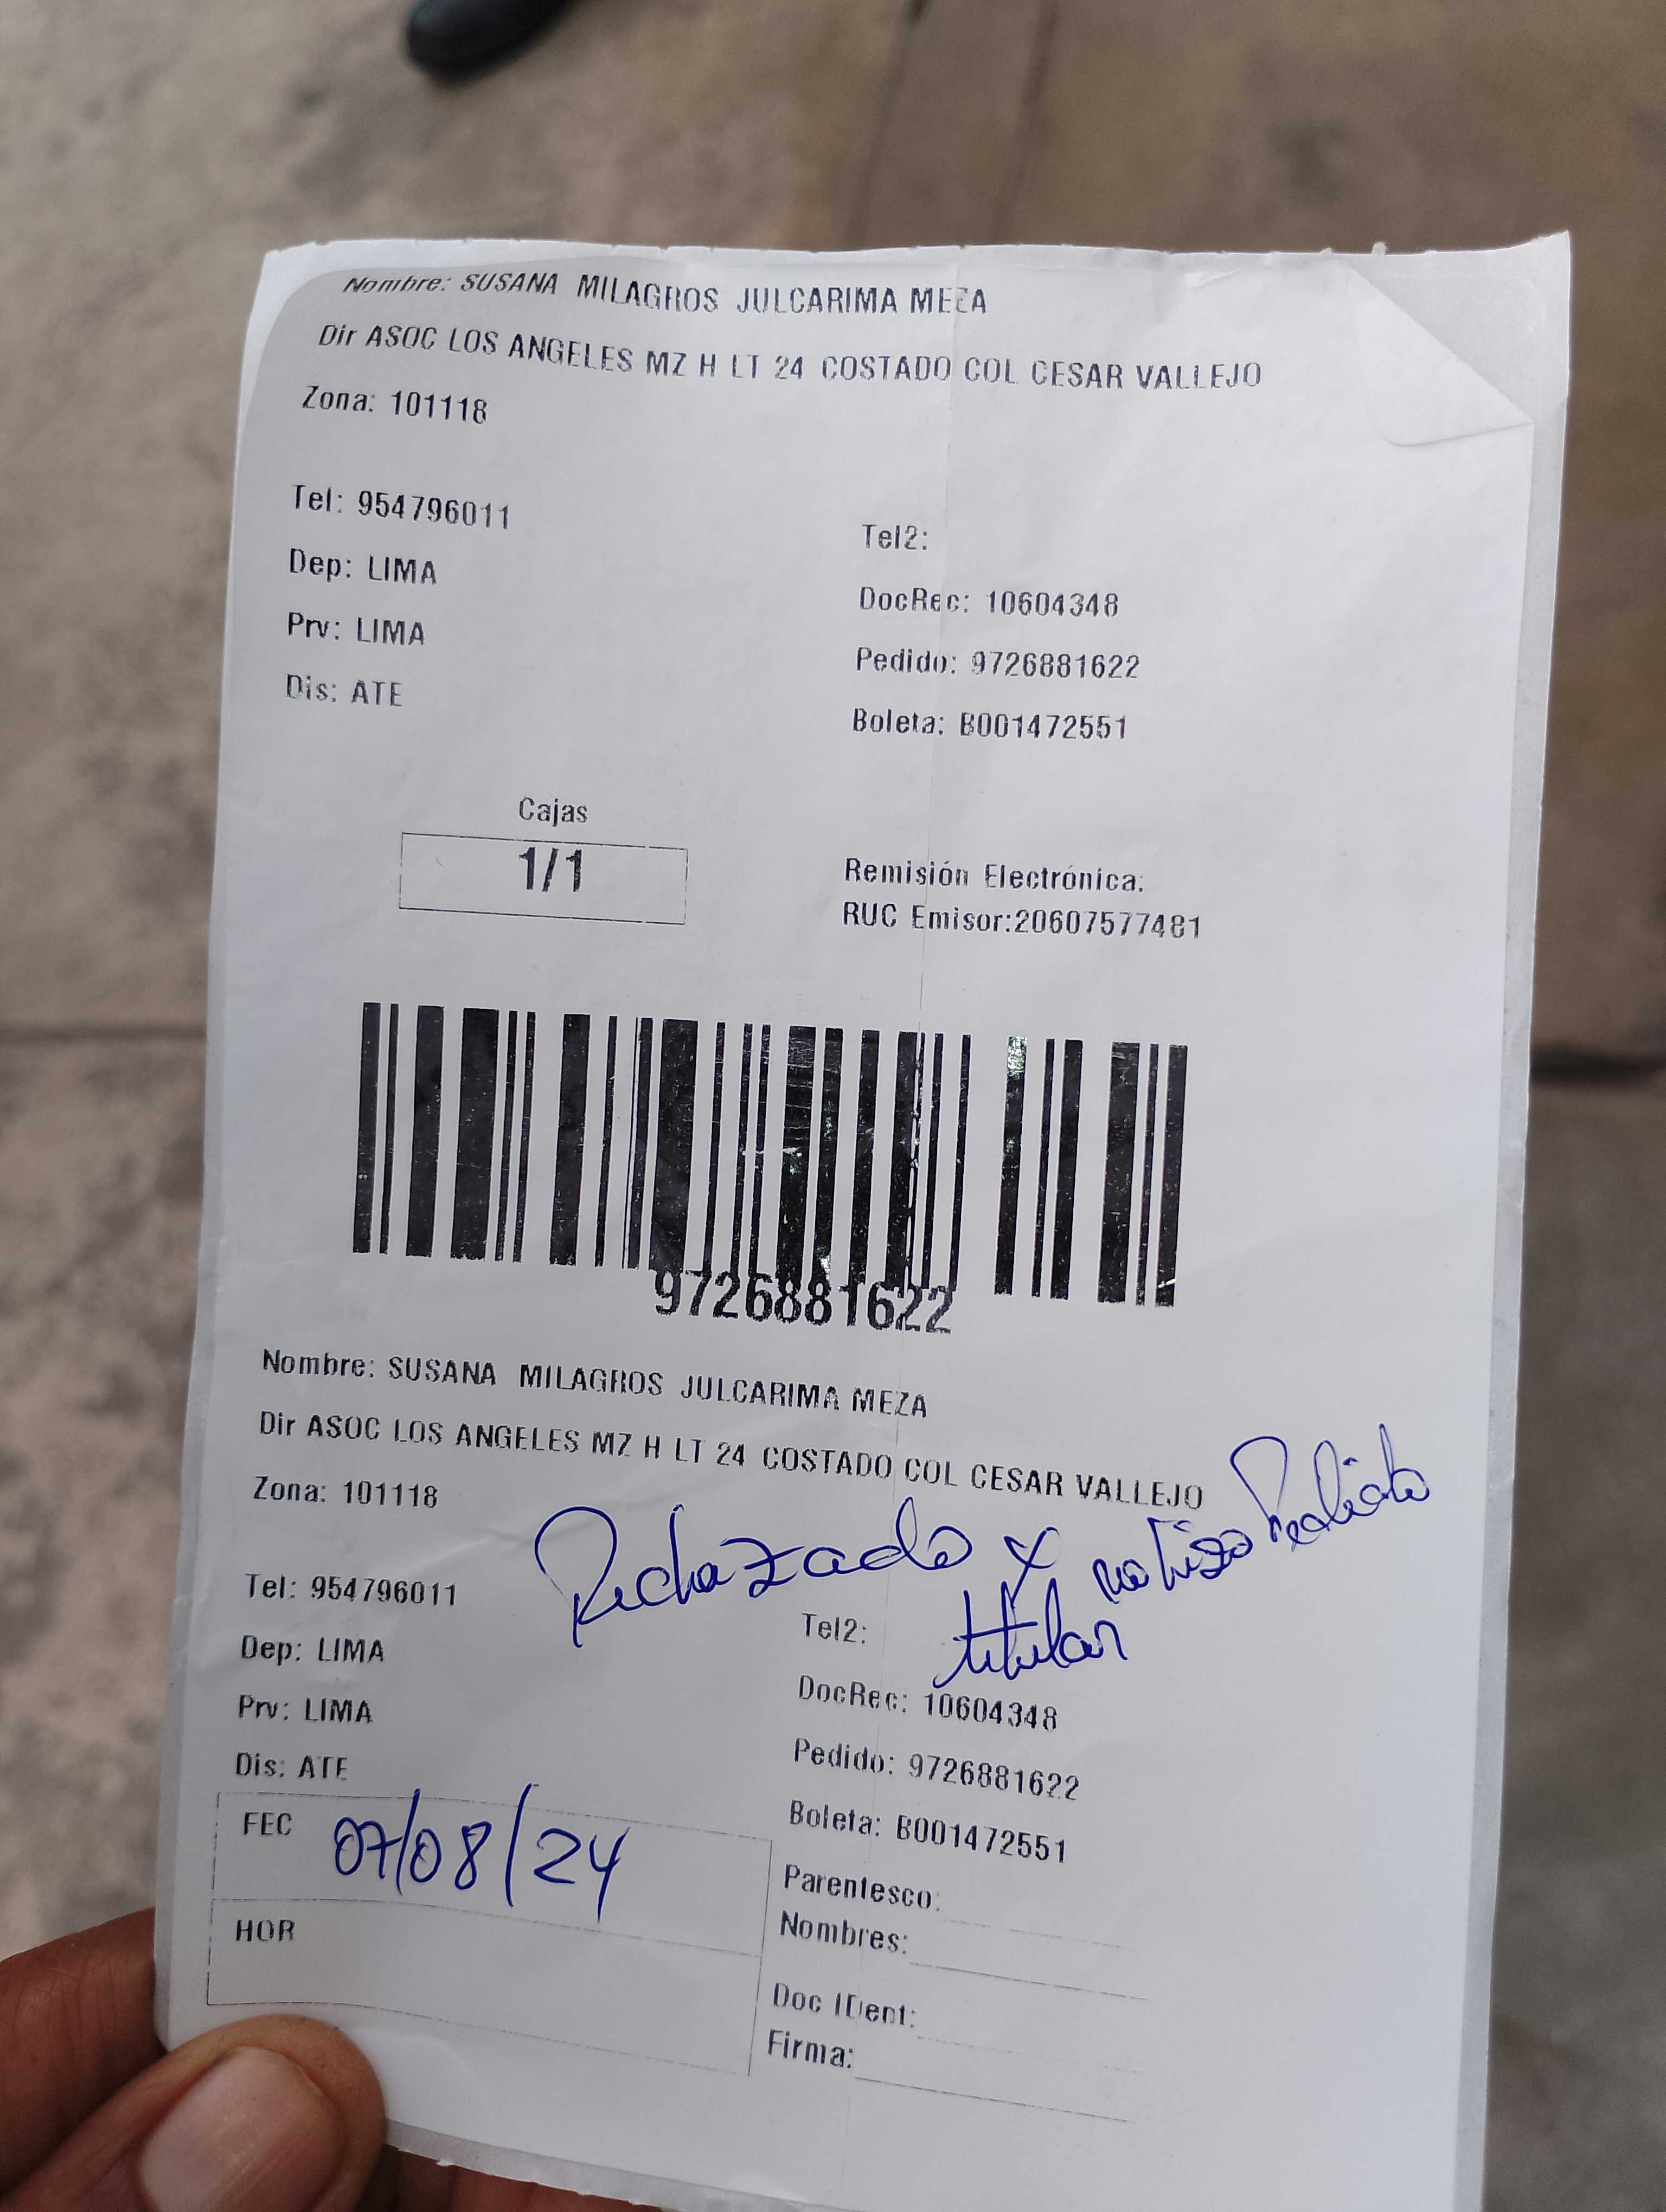 Nombre: SUSANA MILAGROS JULCARIMA MEZA
Dir ASOC LOS ANGELES MZ H LT 24 COSTADO COL CESAR VALLEJO
Zona: 101118
Tel: 954796011
Tel2:
Dep: LIMA
DocRec: 10604348
Prv: LIMA
Pedido: 9726881622
Dis: ATE
Boleta: B001472551
Cajas
1/1
Remisión Electrónica:
RUC Emisor:20607577481
9726881622
Nombre: SUSANA MILAGROS JULCARIMA MEZA
Dir ASOC LOS ANGELES MZ H LT 24 COSTADO COL CESAR VALLEJO
Zona: 101118
Rechazado x titular no hizo Pedido
Tel: 954796011
Tel2:
Dep: LIMA
DocRec: 10604348
Prv: LIMA
Pedido: 9726881622
Dis: ATE
Boleta: B001472551
FEC 07/08/24
Parentesco:
HOR
Nombres:
Doc IDent:
Firma: